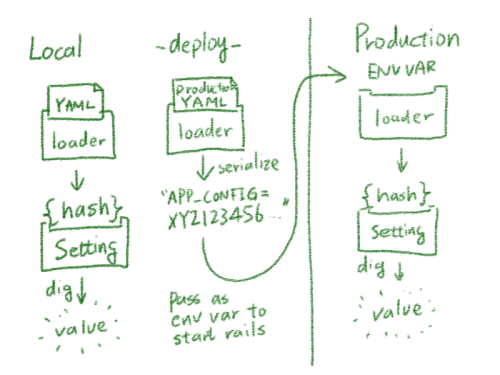 Local
YAML
loader
{hash}
Setting
dig
value
-deploy-
Production
YAML
loader
serialize
"APP_CONFIG=
XYZ123456..."
pass as
env var to
start rails
Production
ENV VAR
loader
{hash}
Setting
dig
value